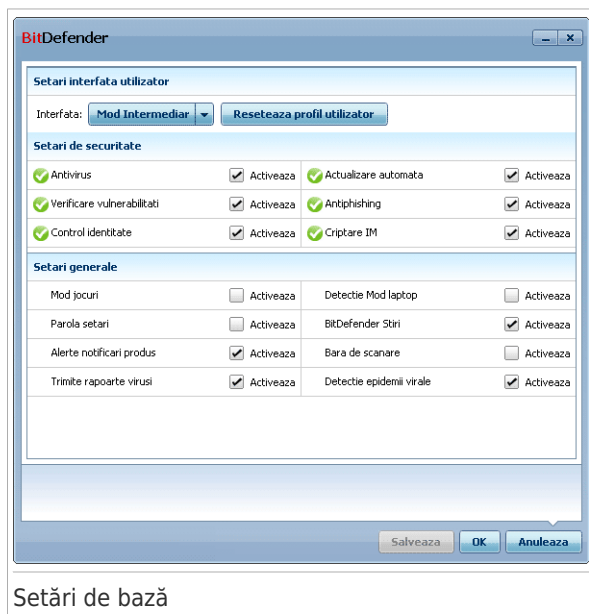 BitDefender
Setari interfata utilizator
Interfata: Mod Intermediar Reseteaza profil utilizator
Setari de securitate
Antivirus Activeaza Actualizare automata Activeaza
Verificare vulnerabilitati Activeaza Antiphishing Activeaza
Control identitate Activeaza Criptare IM Activeaza
Setari generale
Mod jocuri Activeaza Detectie Mod laptop Activeaza
Parola setari Activeaza BitDefender Stiri Activeaza
Alerte notificari produs Activeaza Bara de scanare Activeaza
Trimite rapoarte virusi Activeaza Detectie epidemii virale Activeaza
Salveaza OK Anuleaza
Setări de bază